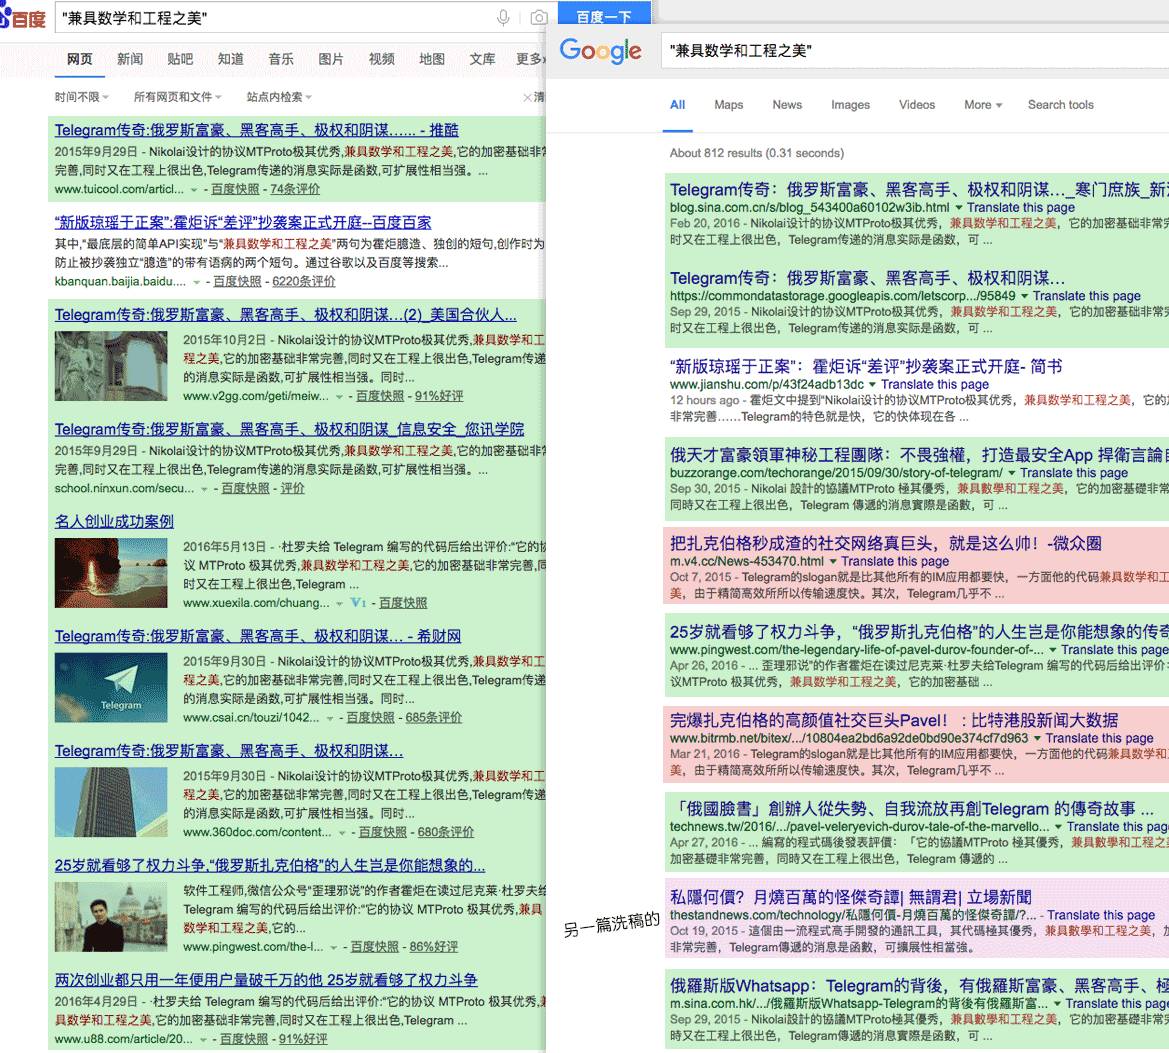 百度
"兼具数学和工程之美"
百度一下
网页 新闻 贴吧 知道 音乐 图片 视频 地图 文库 更多»
时间不限 所有网页和文件 站点内检索 ×清
Telegram传奇:俄罗斯富豪、黑客高手、极权和阴谋...... - 推酷
2015年9月29日 - Nikolai设计的协议MTProto极其优秀,兼具数学和工程之美,它的加密基础非常
完善,同时又在工程上很出色,Telegram传递的消息实际是函数,可扩展性相当强。...
www.tuicool.com/articl... - 百度快照 - 74条评价
“新版琼瑶于正案”:霍炬诉“差评”抄袭案正式开庭--百度百家
其中,“最底层的简单API实现”与“兼具数学和工程之美”两句为霍炬臆造、独创的短句,创作时为
防止被抄袭独立“臆造”的带有语病的两个短句。通过谷歌以及百度等搜索...
kbanquan.baijia.baidu.... - 百度快照 - 6220条评价
Telegram传奇:俄罗斯富豪、黑客高手、极权和阴谋...(2)_美国合伙人...
2015年10月2日 - Nikolai设计的协议MTProto极其优秀,兼具数学和工
程之美,它的加密基础非常完善,同时又在工程上很出色,Telegram传递
的消息实际是函数,可扩展性相当强。同时...
www.v2gg.com/geti/meiw... - 百度快照 - 91%好评
Telegram传奇:俄罗斯富豪、黑客高手、极权和阴谋_信息安全_您讯学院
2015年9月29日 - Nikolai设计的协议MTProto极其优秀,兼具数学和工程之美,它的加密基础非常
完善,同时又在工程上很出色,Telegram传递的消息实际是函数,可扩展性相当强。...
school.ninxun.com/secu... - 百度快照 - 评价
名人创业成功案例
2016年5月13日 - ·杜罗夫给 Telegram 编写的代码后给出评价:“它的协
议 MTProto 极其优秀,兼具数学和工程之美,它的加密基础非常完善,同
时又在工程上很出色,Telegram ...
www.xuexila.com/chuang... V1 - 百度快照
Telegram传奇:俄罗斯富豪、黑客高手、极权和阴谋... - 希财网
Telegram
2015年9月30日 - Nikolai设计的协议MTProto极其优秀,兼具数学和工
程之美,它的加密基础非常完善,同时又在工程上很出色,Telegram传递
的消息实际是函数,可扩展性相当强。同时...
www.csai.cn/touzi/1042... - 百度快照 - 685条评价
Telegram传奇:俄罗斯富豪、黑客高手、极权和阴谋...
2015年9月30日 - Nikolai设计的协议MTProto极其优秀,兼具数学和工
程之美,它的加密基础非常完善,同时又在工程上很出色,Telegram传递
的消息实际是函数,可扩展性相当强。同时...
www.360doc.com/content... - 百度快照 - 680条评价
25岁就看够了权力斗争,“俄罗斯扎克伯格”的人生岂是你能想象的...
软件工程师,微信公众号“歪理邪说”的作者霍炬在读过尼克莱·杜罗夫给
Telegram 编写的代码后给出评价:“它的协议 MTProto 极其优秀,兼具
数学和工程之美,它的...
www.pingwest.com/the-l... - 百度快照 - 86%好评
两次创业都只用一年便用户量破千万的他 25岁就看够了权力斗争
2016年4月29日 - ·杜罗夫给 Telegram 编写的代码后给出评价:“它的协议 MTProto 极其优秀,兼
具数学和工程之美,它的加密基础非常完善,同时又在工程上很出色,Telegram ...
www.u88.com/article/20... - 百度快照 - 91%好评
Google
"兼具数学和工程之美"
All Maps News Images Videos More Search tools
About 812 results (0.31 seconds)
Telegram传奇：俄罗斯富豪、黑客高手、极权和阴谋..._寒门庶族_新浪
blog.sina.com.cn/s/blog_543400a60102w3ib.html Translate this page
Feb 20, 2016 - Nikolai设计的协议MTProto极其优秀，兼具数学和工程之美，它的加密基础非常完善，同
时又在工程上很出色，Telegram传递的消息实际是函数，可 ...
Telegram传奇：俄罗斯富豪、黑客高手、极权和阴谋...
https://commondatastorage.googleapis.com/letscorp.../95849 Translate this page
Sep 29, 2015 - Nikolai设计的协议MTProto极其优秀，兼具数学和工程之美，它的加密基础
时又在工程上很出色，Telegram传递的消息实际是函数，可 ...
“新版琼瑶于正案”：霍炬诉“差评”抄袭案正式开庭- 简书
www.jianshu.com/p/43f24adb13dc Translate this page
12 hours ago - 霍炬文中提到“Nikolai设计的协议MTProto极其优秀，兼具数学和工程之美，它的加
非常完善……Telegram的特色就是快，它的快体现在各 ...
俄天才富豪領軍神秘工程團隊：不畏強權，打造最安全App 捍衛言論自
buzzorange.com/techorange/2015/09/30/story-of-telegram/ Translate this page
Sep 30, 2015 - Nikolai 設計的協議MTProto 極其優秀，兼具數學和工程之美，它的加密基礎非常
同時又在工程上很出色，Telegram 傳遞的消息實際是函數，可 ...
把扎克伯格秒成渣的社交网络真巨头，就是这么帅！-微众圈
m.v4.cc/News-453470.html Translate this page
Oct 7, 2015 - Telegram的slogan就是比其他所有的IM应用都要快，一方面他的代码兼具数学和工
美，由于精简高效所所以传输速度快。其次，Telegram几乎不 ...
25岁就看够了权力斗争，“俄罗斯扎克伯格”的人生岂是你能想象的传奇
www.pingwest.com/the-legendary-life-of-pavel-durov-founder-of-... Translate this page
Apr 26, 2016 - ... 歪理邪说”的作者霍炬在读过尼克莱·杜罗夫给Telegram 编写的代码后给出评价：
议MTProto 极其优秀，兼具数学和工程之美，它的加密基础 ...
完爆扎克伯格的高颜值社交巨头Pavel！ : 比特港股新闻大数据
www.bitrmb.net/bitex/.../10804ea2bd6a92de0bd90e374cf7d963 Translate this page
Mar 21, 2016 - Telegram的slogan就是比其他所有的IM应用都要快，一方面他的代码兼具数学和工
美，由于精简高效所所以传输速度快。其次，Telegram几乎不 ...
「俄國臉書」創辦人從失勢、自我流放再創Telegram 的傳奇故事 ...
technews.tw/2016/.../pavel-veleryevich-durov-tale-of-the-marvello... Translate this page
Apr 27, 2016 - ... 編寫的程式碼後發表評價：「它的協議MTProto 極其優秀，兼具數學和工程之
加密基礎非常完善，同時又在工程上很出色，Telegram 傳遞的 ...
另一篇洗稿的
私隱何價？月燒百萬的怪傑奇譚| 無謂君| 立場新聞
thestandnews.com/technology/私隱何價-月燒百萬的怪傑奇譚/?... - Translate this page
Oct 19, 2015 - 這個由一流程式高手開發的通訊工具，其代碼極其優秀，兼具數學和工程之美，加
非常完善，Telegram傳遞的消息是函數，可擴展性相當強。
俄羅斯版Whatsapp：Telegram的背後，有俄羅斯富豪、黑客高手、極
m.sina.com.hk/.../俄羅斯版Whatsapp-Telegram的背後有俄羅斯富... Translate this page
Sep 29, 2015 - Nikolai設計的協議MTProto極其優秀，兼具數學和工程之美，它的加密基礎非常
時又在工程上很出色，Telegram傳遞的消息實際是函數，可 ...